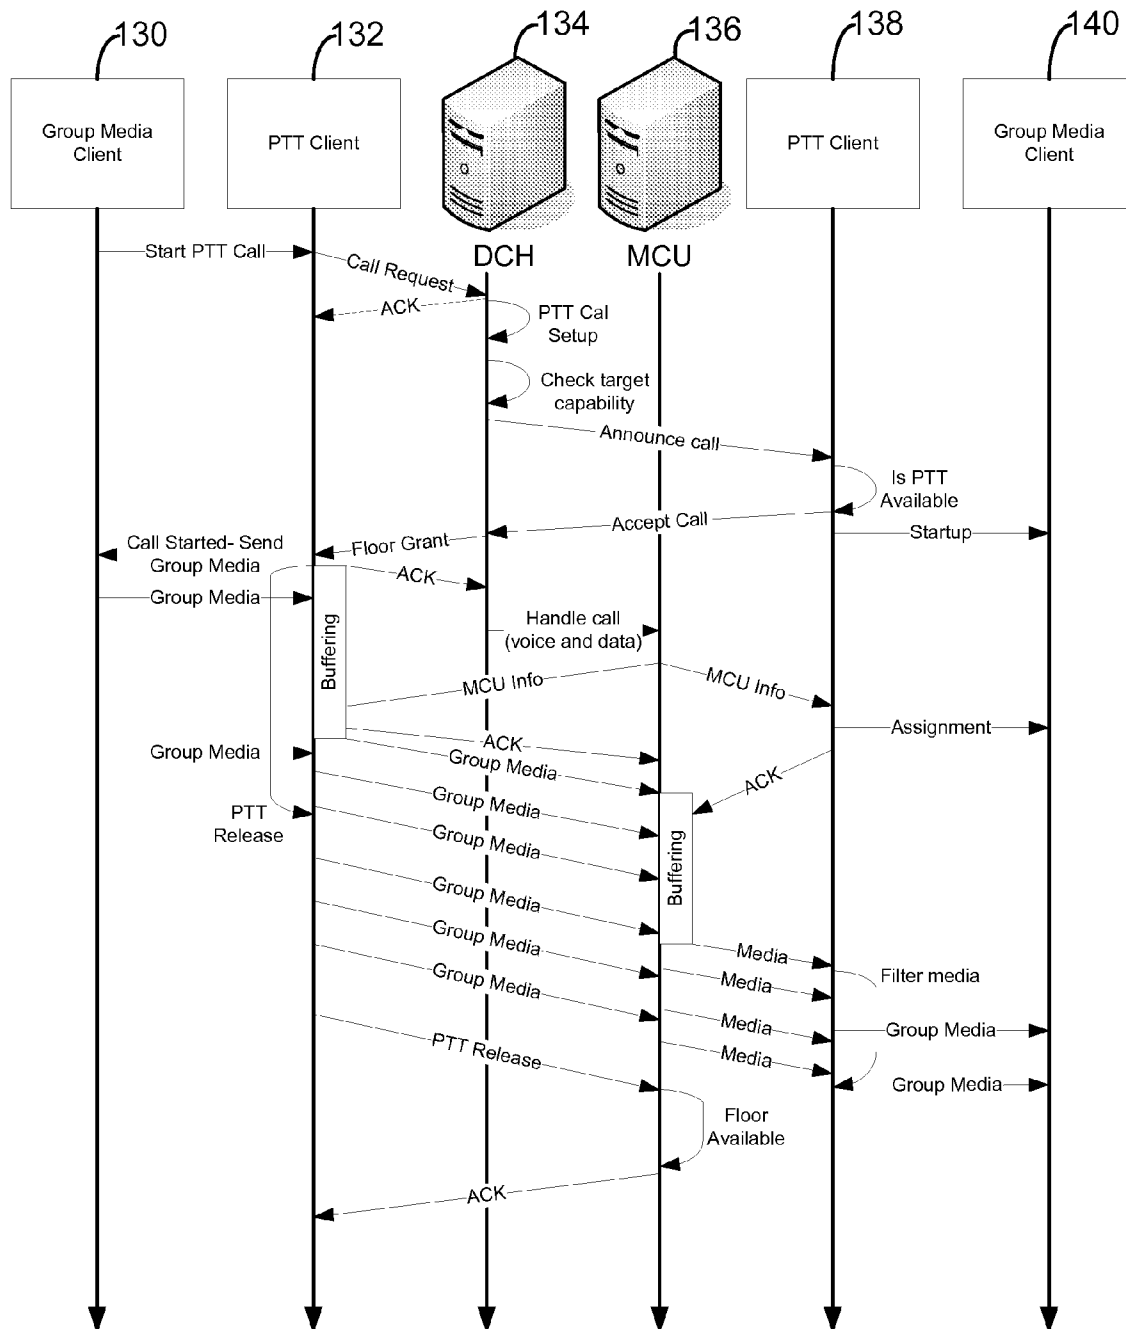 130
132
134
136
138
140
Group Media
Client
PTT Client
PTT Client
Group Media
Client
DCH
MCU
Start PTT Call
Call Request
ACK
PTT Cal
Setup
Check target
capability
Announce call
Is PTT
Available
Accept Call
Startup
Floor Grant
Call Started- Send
Group Media
ACK
Group Media
Handle call
(voice and data)
Buffering
MCU Info
MCU Info
Assignment
ACK
Group Media
Group Media
ACK
Group Media
PTT
Release
Group Media
Buffering
Group Media
Group Media
Media
Filter media
Media
Group Media
Media
Group Media
Media
PTT Release
Group Media
Floor
Available
ACK